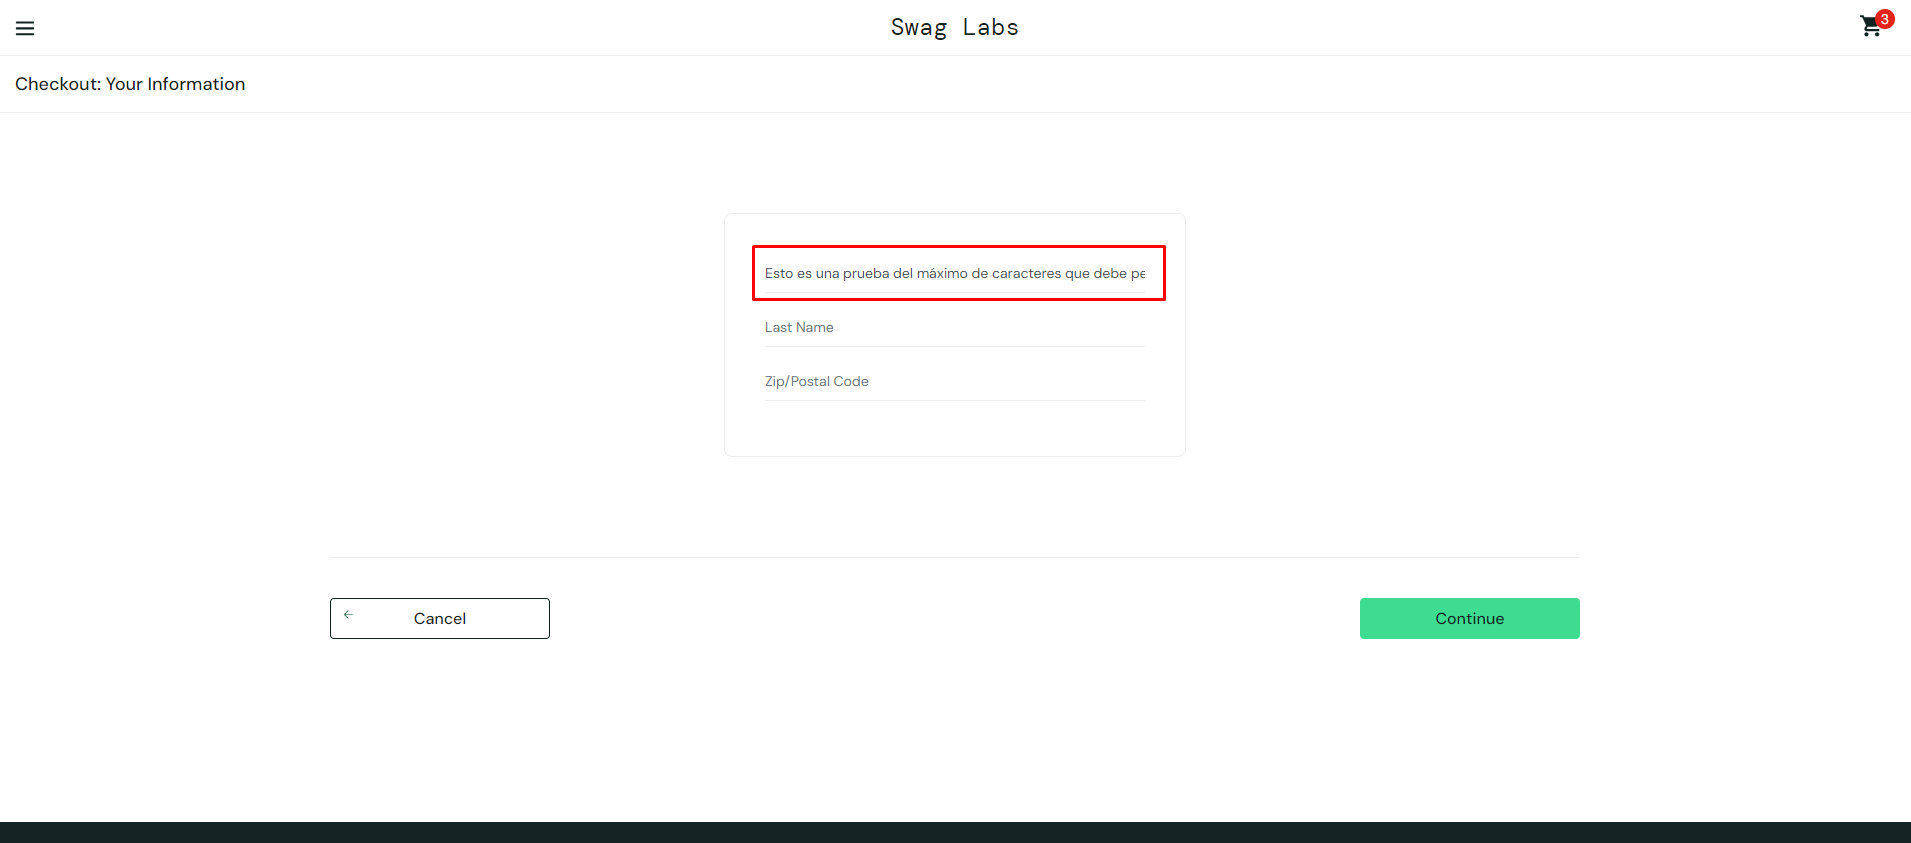 Swag Labs
3
Checkout: Your Information
Esto es una prueba del máximo de caracteres que debe pe
Last Name
Zip/Postal Code
Cancel
Continue